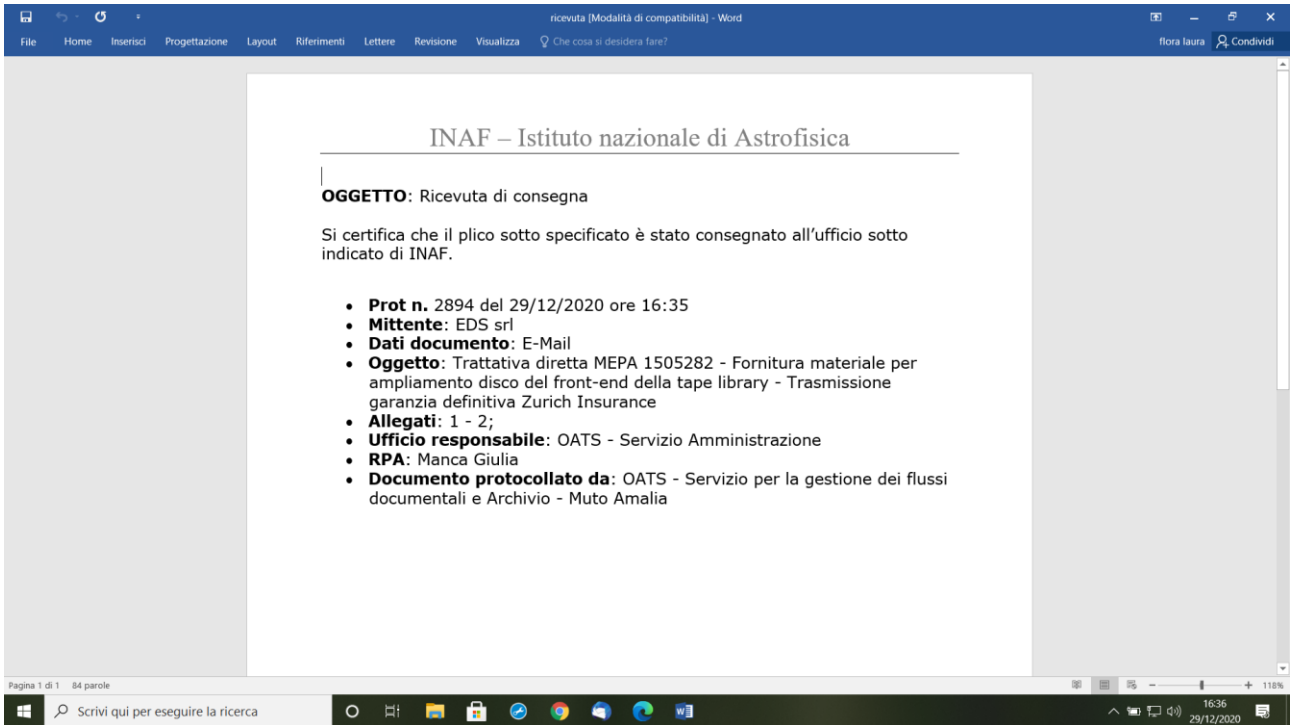 ricevuta [Modalità di compatibilità] - Word
File Home Inserisci Progettazione Layout Riferimenti Lettere Revisione Visualizza Che cosa si desidera fare? flora laura Condividi
INAF – Istituto nazionale di Astrofisica
OGGETTO: Ricevuta di consegna
Si certifica che il plico sotto specificato è stato consegnato all’ufficio sotto
indicato di INAF.
• Prot n. 2894 del 29/12/2020 ore 16:35
• Mittente: EDS srl
• Dati documento: E-Mail
• Oggetto: Trattativa diretta MEPA 1505282 - Fornitura materiale per
ampliamento disco del front-end della tape library - Trasmissione
garanzia definitiva Zurich Insurance
• Allegati: 1 - 2;
• Ufficio responsabile: OATS - Servizio Amministrazione
• RPA: Manca Giulia
• Documento protocollato da: OATS - Servizio per la gestione dei flussi
documentali e Archivio - Muto Amalia
Pagina 1 di 1 84 parole 118%
Scrivi qui per eseguire la ricerca 16:36
29/12/2020